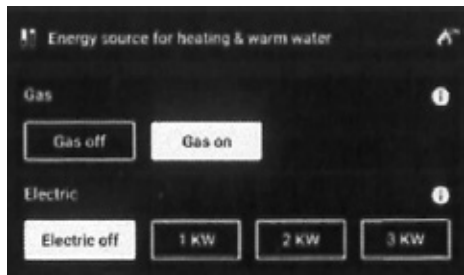 Energy source for heating & warm water
Gas
Gas off Gas on
Electric
Electric off 1 KW 2 KW 3 KW